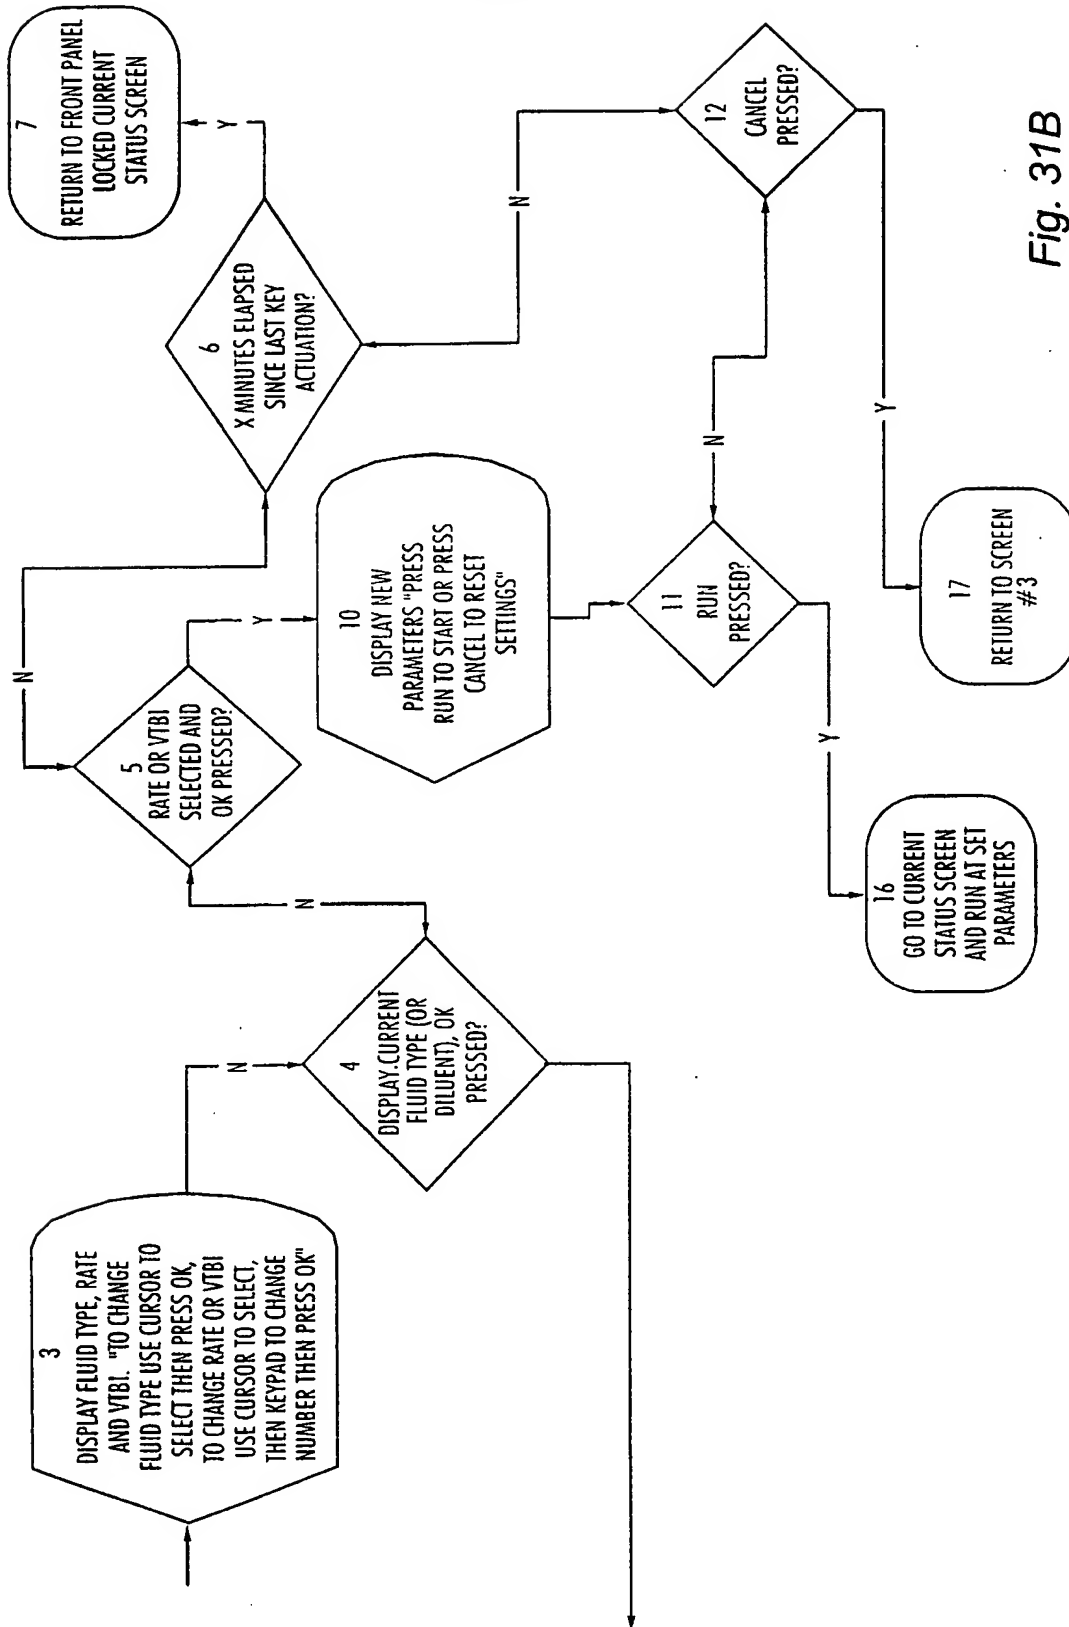 3
DISPLAY FLUID TYPE, RATE
AND VTBI. "TO CHANGE
FLUID TYPE USE CURSOR TO
SELECT THEN PRESS OK,
TO CHANGE RATE OR VTBI
USE CURSOR TO SELECT,
THEN KEYPAD TO CHANGE
NUMBER THEN PRESS OK"
N
4
DISPLAY.CURRENT
FLUID TYPE (OR
DILUENT), OK
PRESSED?
N
5
RATE OR VTBI
SELECTED AND
OK PRESSED?
N
Y
6
X MINUTES ELAPSED
SINCE LAST KEY
ACTUATION?
Y
7
RETURN TO FRONT PANEL
LOCKED CURRENT
STATUS SCREEN
N
10
DISPLAY NEW
PARAMETERS "PRESS
RUN TO START OR PRESS
CANCEL TO RESET
SETTINGS"
11
RUN
PRESSED?
N
Y
12
CANCEL
PRESSED?
Y
16
GO TO CURRENT
STATUS SCREEN
AND RUN AT SET
PARAMETERS
17
RETURN TO SCREEN
#3
Fig. 31B